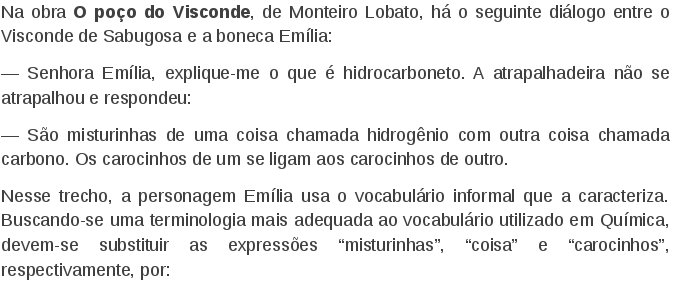 Na obra O poço do Visconde, de Monteiro Lobato, há o seguinte diálogo entre o
Visconde de Sabugosa e a boneca Emília:
— Senhora Emília, explique-me o que é hidrocarboneto. A atrapalhadeira não se
atrapalhou e respondeu:
— São misturinhas de uma coisa chamada hidrogênio com outra coisa chamada
carbono. Os carocinhos de um se ligam aos carocinhos de outro.
Nesse trecho, a personagem Emília usa o vocabulário informal que a caracteriza.
Buscando-se uma terminologia mais adequada ao vocabulário utilizado em Química,
devem-se substituir as expressões “misturinhas”, “coisa” e “carocinhos”,
respectivamente, por: